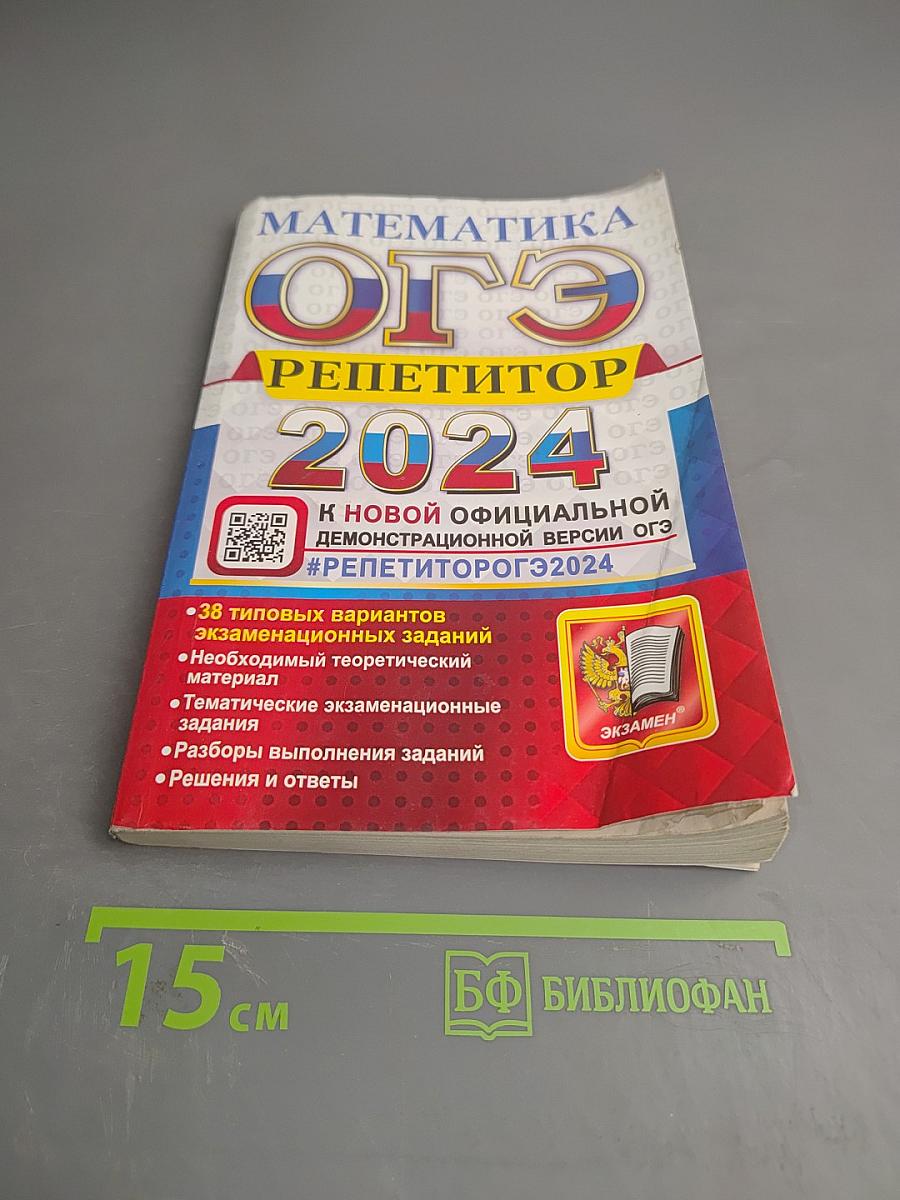 МАТЕМАТИКА
ОГЭ
РЕПЕТИТОР
2024
К НОВОЙ ОФИЦИАЛЬНОЙ
ДЕМОНСТРАЦИОННОЙ ВЕРСИИ ОГЭ
#РЕПЕТИТОРОГЭ2024
•38 типовых вариантов
экзаменационных заданий
•Необходимый теоретический
материал
•Тематические экзаменационные
задания
•Разборы выполнения заданий
•Решения и ответы
ЭКЗАМЕН®
15 см
БФ БИБЛИОФАН